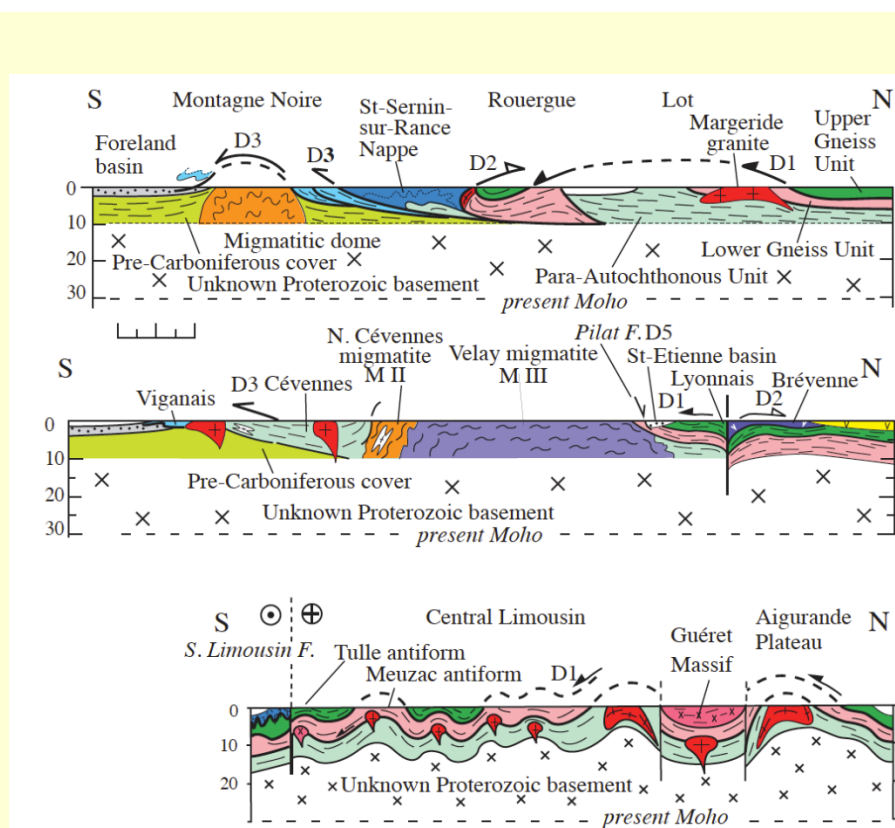 S
Montagne Noire
St-Sernin-
sur-Rance
Nappe
Rouergue
Lot
N
Margeride
granite
Upper
Gneiss
Unit
Foreland
basin
D3
D3
D2
D1
0
10
20
30
Migmatitic dome
Pre-Carboniferous cover
Unknown Proterozoic basement
Lower Gneiss Unit
Para-Autochthonous Unit
present Moho
S
N. Cévennes
migmatite
M II
Velay migmatite
M III
Pilat F. D5
St-Etienne basin
N
Viganais
D3 Cévennes
D1
Lyonnais
D2
Brévenne
0
10
20
30
Pre-Carboniferous cover
Unknown Proterozoic basement
present Moho
S
Central Limousin
Aigurande
Plateau
N
S. Limousin F.
Tulle antiform
Meuzac antiform
D1
Guéret
Massif
0
10
20
Unknown Proterozoic basement
present Moho